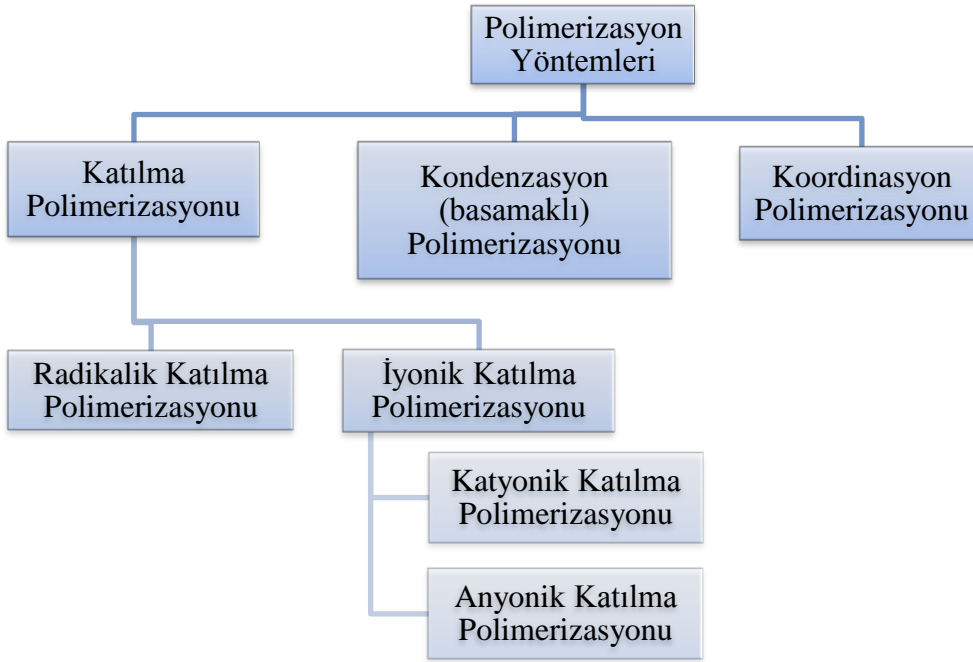 Polimerizasyon
Yöntemleri
Katılma
Polimerizasyonu
Kondenzasyon
(basamaklı)
Polimerizasyonu
Koordinasyon
Polimerizasyonu
Radikalik Katılma
Polimerizasyonu
İyonik Katılma
Polimerizasyonu
Katyonik Katılma
Polimerizasyonu
Anyonik Katılma
Polimerizasyonu